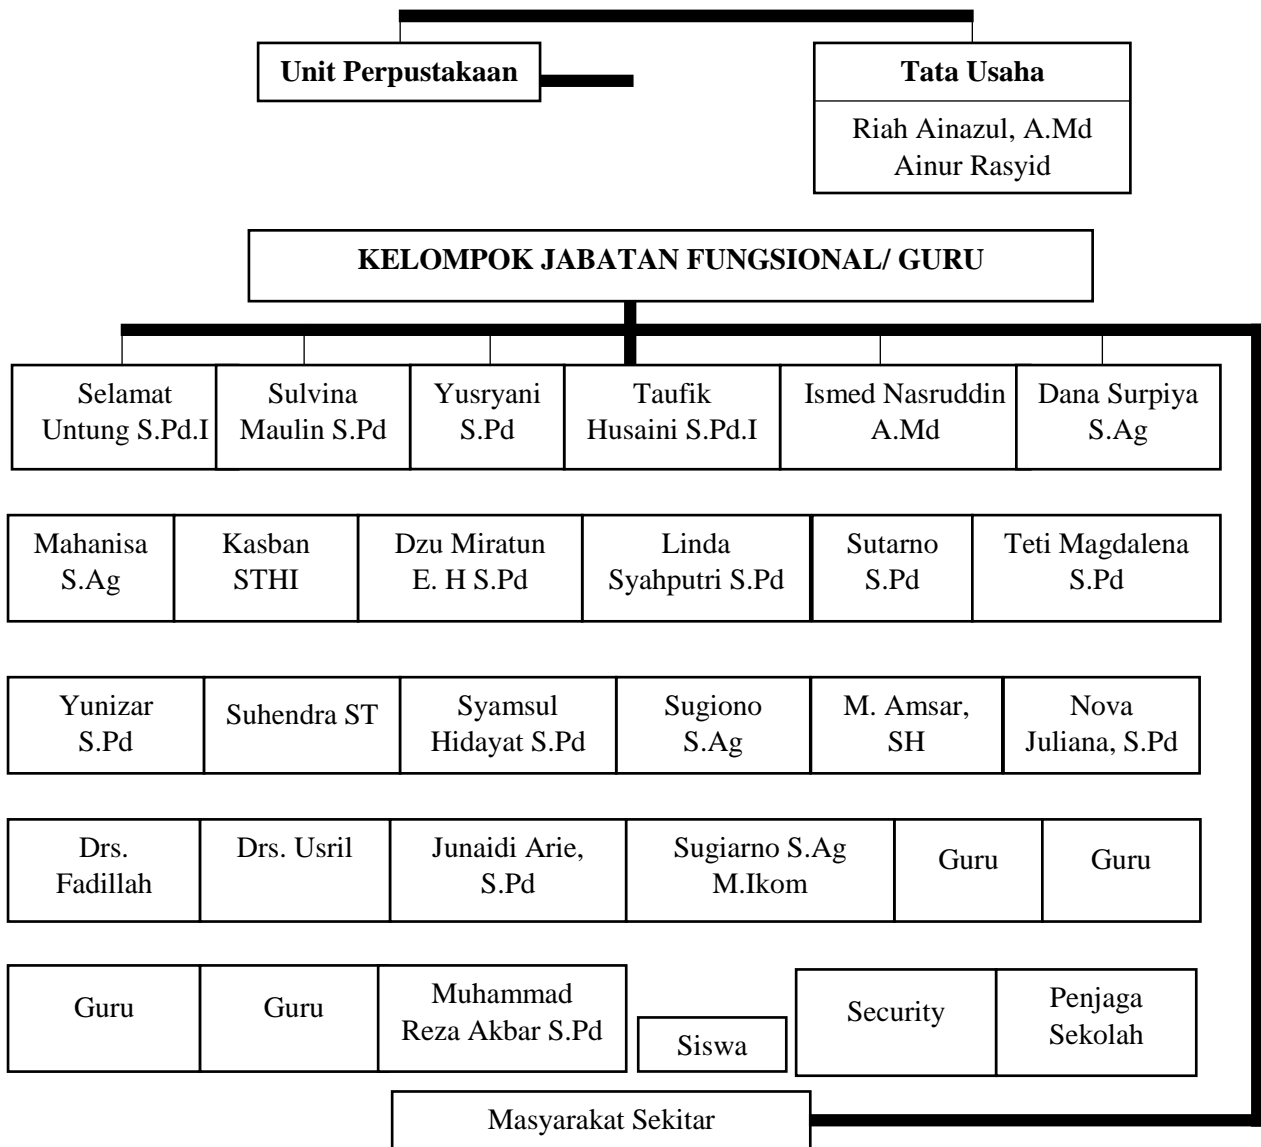 Unit Perpustakaan
Tata Usaha
Riah Ainazul, A.Md
Ainur Rasyid
KELOMPOK JABATAN FUNGSIONAL/ GURU
Selamat
Untung S.Pd.I
Sulvina
Maulin S.Pd
Yusryani
S.Pd
Taufik
Husaini S.Pd.I
Ismed Nasruddin
A.Md
Dana Surpiya
S.Ag
Mahanisa
S.Ag
Kasban
STHI
Dzu Miratun
E. H S.Pd
Linda
Syahputri S.Pd
Sutarno
S.Pd
Teti Magdalena
S.Pd
Yunizar
S.Pd
Suhendra ST
Syamsul
Hidayat S.Pd
Sugiono
S.Ag
M. Amsar,
SH
Nova
Juliana, S.Pd
Drs.
Fadillah
Drs. Usril
Junaidi Arie,
S.Pd
Sugiarno S.Ag
M.Ikom
Guru
Guru
Guru
Guru
Muhammad
Reza Akbar S.Pd
Siswa
Security
Penjaga
Sekolah
Masyarakat Sekitar